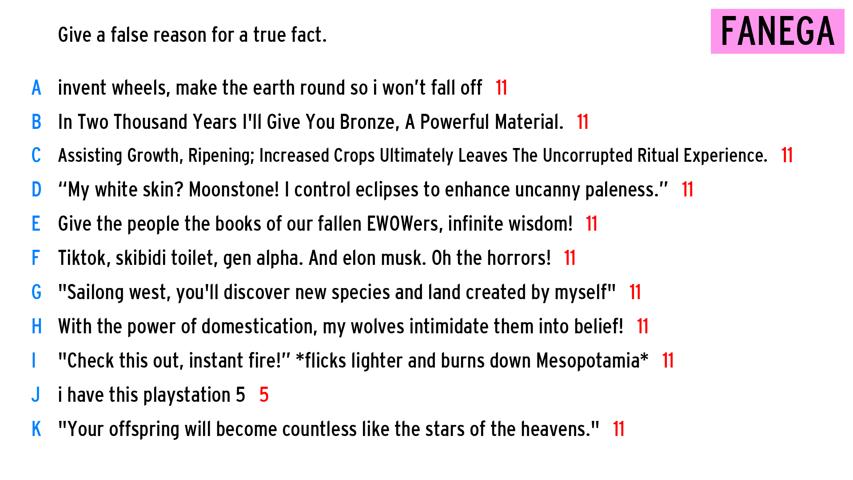 Give a false reason for a true fact.
FANEGA
A invent wheels, make the earth round so i won’t fall off 11
B In Two Thousand Years I'll Give You Bronze, A Powerful Material. 11
C Assisting Growth, Ripening; Increased Crops Ultimately Leaves The Uncorrupted Ritual Experience. 11
D “My white skin? Moonstone! I control eclipses to enhance uncanny paleness.” 11
E Give the people the books of our fallen EWOWers, infinite wisdom! 11
F Tiktok, skibidi toilet, gen alpha. And elon musk. Oh the horrors! 11
G "Sailong west, you'll discover new species and land created by myself" 11
H With the power of domestication, my wolves intimidate them into belief! 11
I "Check this out, instant fire!” *flicks lighter and burns down Mesopotamia* 11
J i have this playstation 5 5
K "Your offspring will become countless like the stars of the heavens." 11